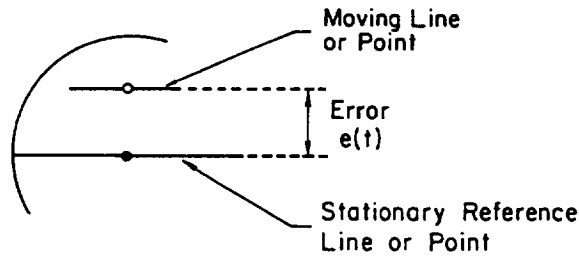 Moving Line
or Point
Error
e(t)
Stationary Reference
Line or Point